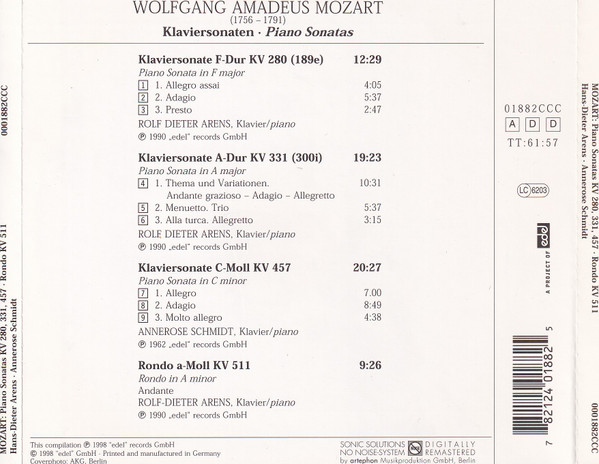 WOLFGANG AMADEUS MOZART
(1756 – 1791)
Klaviersonaten · Piano Sonatas
Klaviersonate F-Dur KV 280 (189e) 12:29
Piano Sonata in F major
1 1. Allegro assai 4:05
2 2. Adagio 5:37
3 3. Presto 2:47
ROLF DIETER ARENS, Klavier/piano
℗ 1990 „edel" records GmbH
Klaviersonate A-Dur KV 331 (300i) 19:23
Piano Sonata in A major
4 1. Thema und Variationen. 10:31
Andante grazioso – Adagio – Allegretto
5 2. Menuetto. Trio 5:37
6 3. Alla turca. Allegretto 3:15
ROLF DIETER ARENS, Klavier/piano
℗ 1990 „edel" records GmbH
Klaviersonate C-Moll KV 457 20:27
Piano Sonata in C minor
7 1. Allegro 7.00
8 2. Adagio 8:49
9 3. Molto allegro 4:38
ANNEROSE SCHMIDT, Klavier/piano
℗ 1962 „edel" records GmbH
Rondo a-Moll KV 511 9:26
Rondo in A minor
Andante
ROLF-DIETER ARENS, Klavier/piano
℗ 1990 „edel" records GmbH
This compilation ℗ 1998 "edel" records GmbH
© 1998 "edel" GmbH · Printed and manufactured in Germany
Coverphoto: AKG, Berlin
SONIC SOLUTIONS
NO NOISE-SYSTEM
DIGITALLY
REMASTERED
by artephon Musikproduktion GmbH, Berlin
01882CCC
A D D
TT:61:57
LC 6203
A PROJECT OF edel
7 82124 01882 5
MOZART: Piano Sonatas KV 280, 331, 457 · Rondo KV 511
Hans-Dieter Arens · Annerose Schmidt
0001882CCC
MOZART: Piano Sonatas KV 280, 331, 457 · Rondo KV 511
Hans-Dieter Arens · Annerose Schmidt
0001882CCC